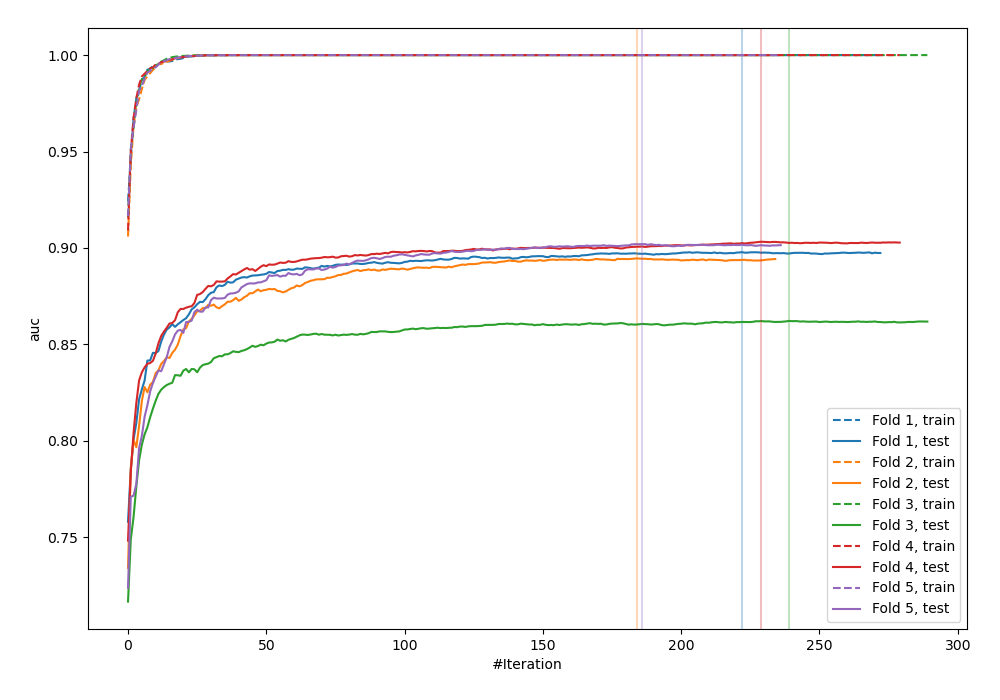 1.00
0.95
0.90
0.85
0.80
0.75
auc
0
50
100
150
200
250
300
#Iteration
Fold 1, train
Fold 1, test
Fold 2, train
Fold 2, test
Fold 3, train
Fold 3, test
Fold 4, train
Fold 4, test
Fold 5, train
Fold 5, test